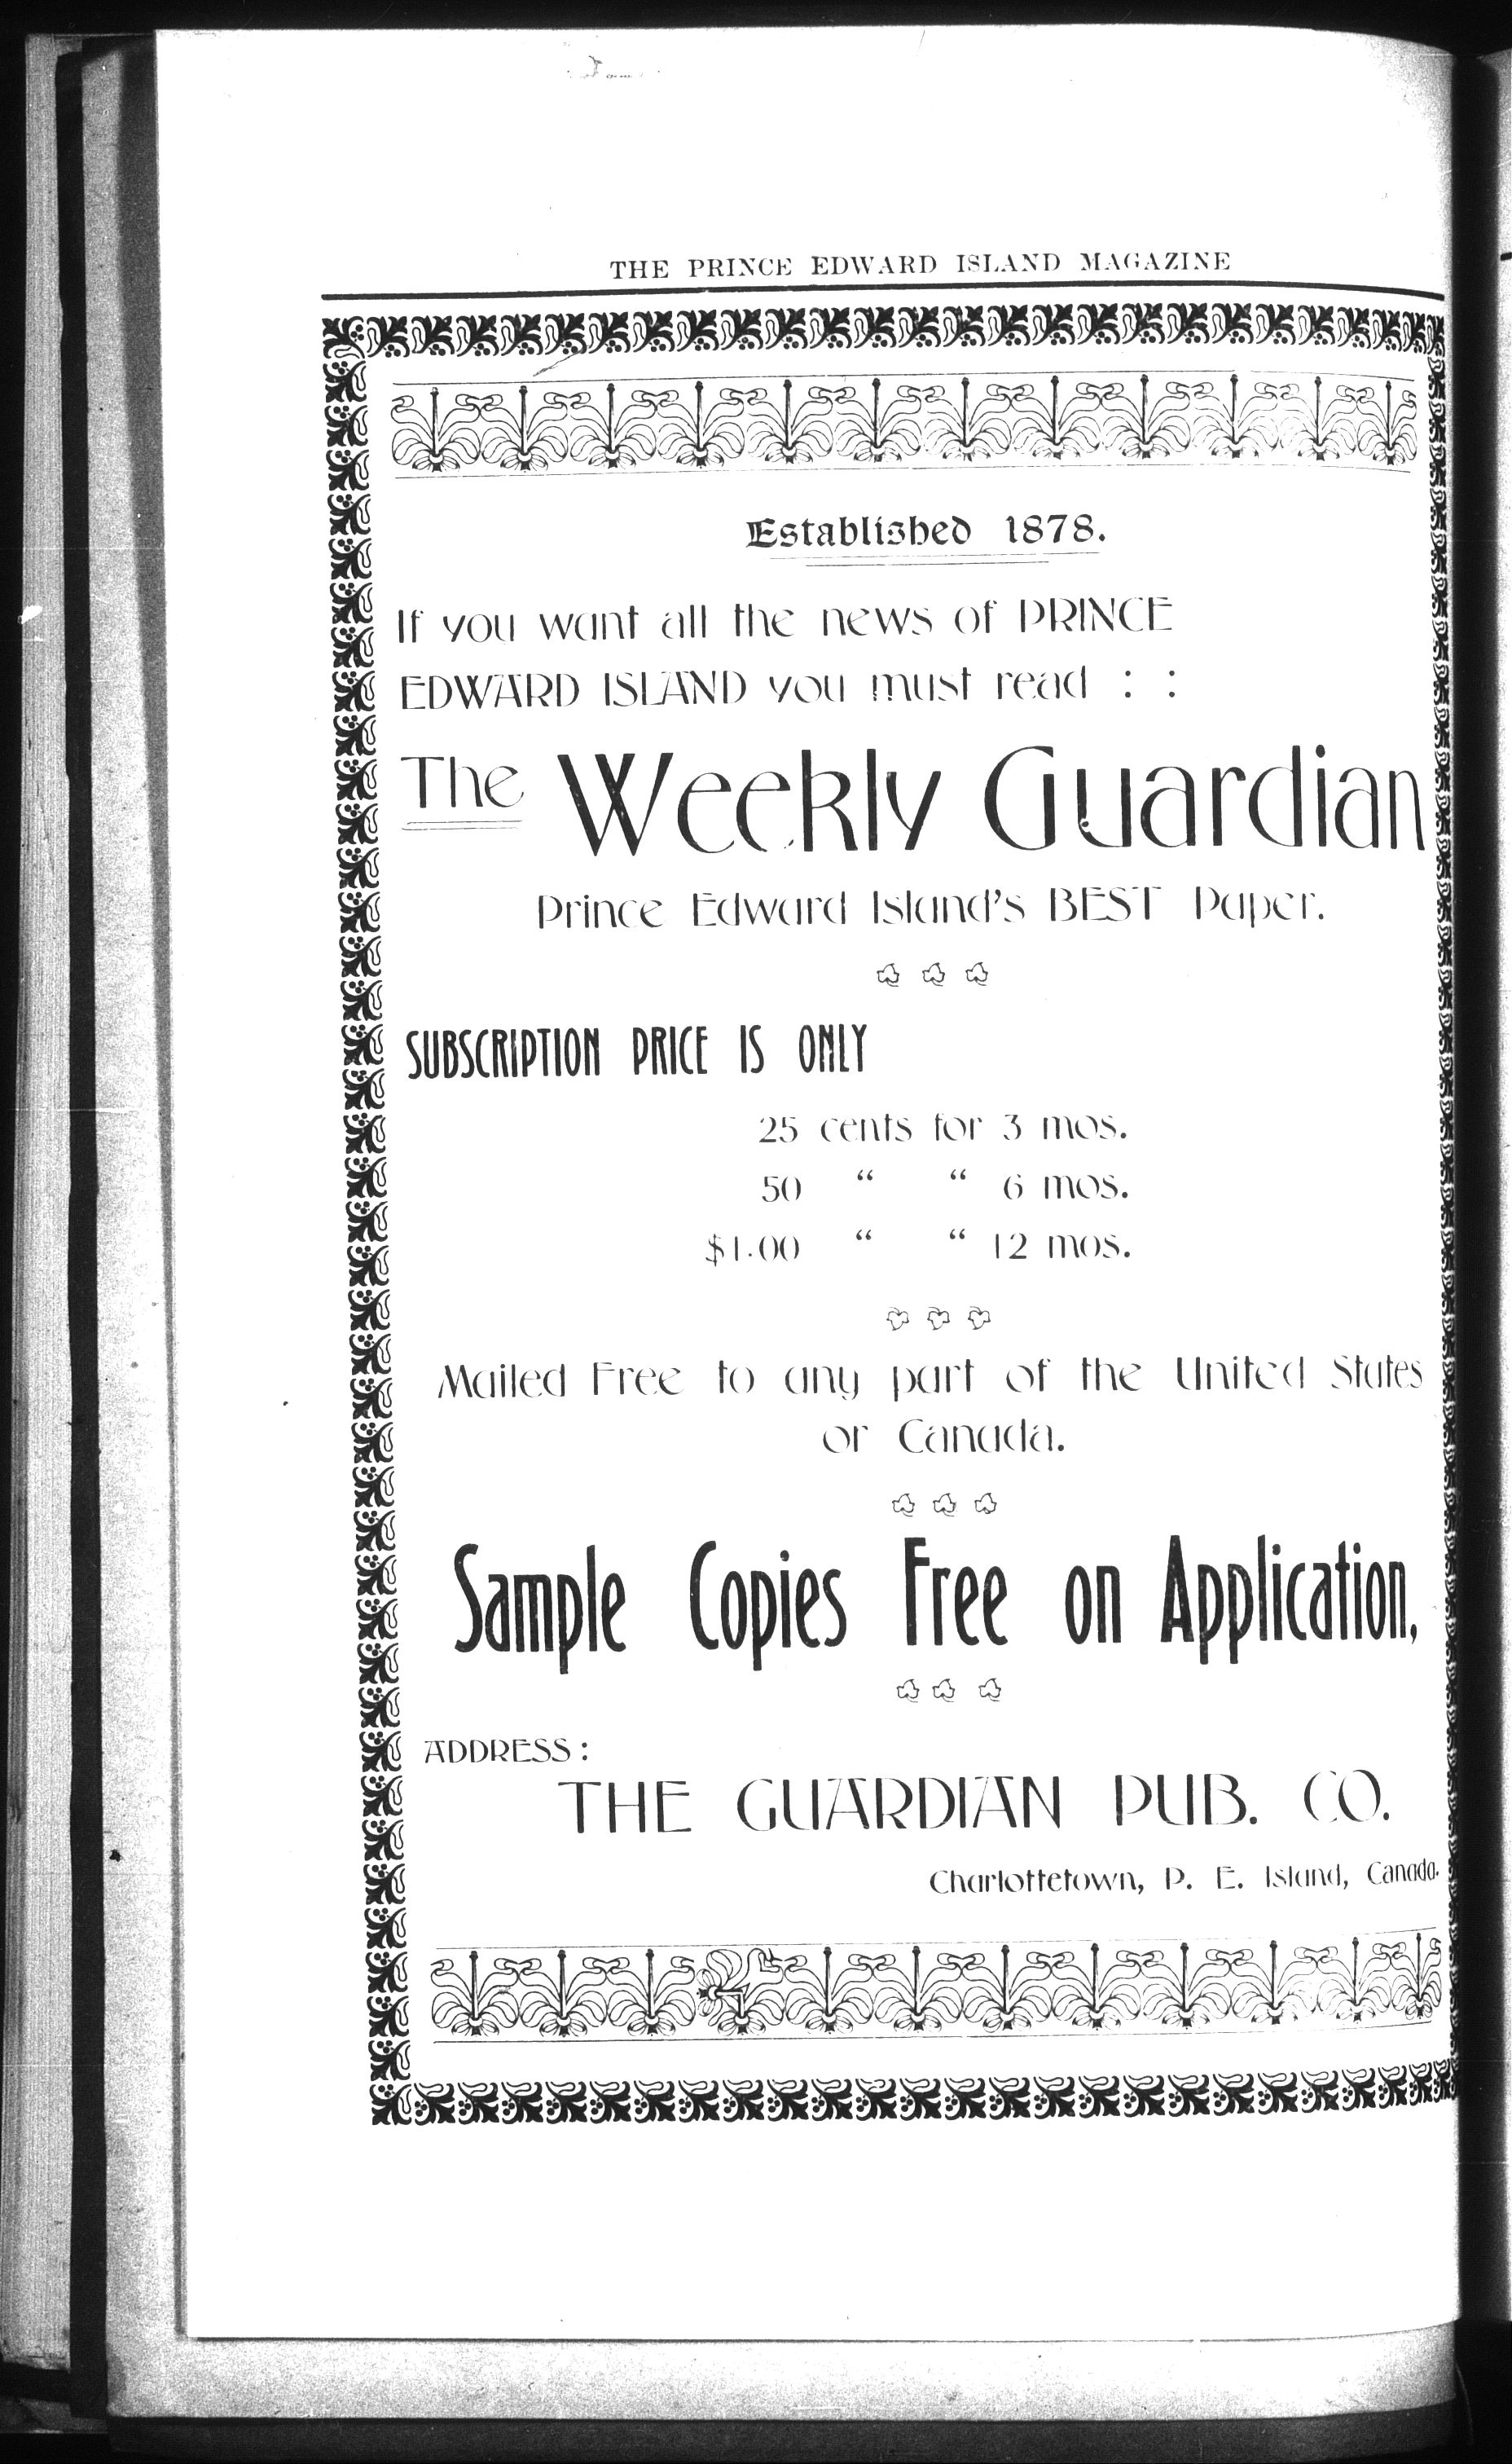 THE PRINCE EDWARD ISLAND MAGAZINE
Established 1878.
If you want all the news of PRINCE
EDWARD ISLAND you must read : :
The Weekly Guardian
Prince Edward Island's BEST Paper.
SUBSCRIPTION PRICE IS ONLY
25 cents for 3 mos.
50 “ “ 6 mos.
$1.00 “ “ 12 mos.
Mailed Free to any part of the United States
or Canada.
Sample Copies Free on Application,
ADDRESS:
THE GUARDIAN PUB. CO.
Charlottetown, P. E. Island, Canada.